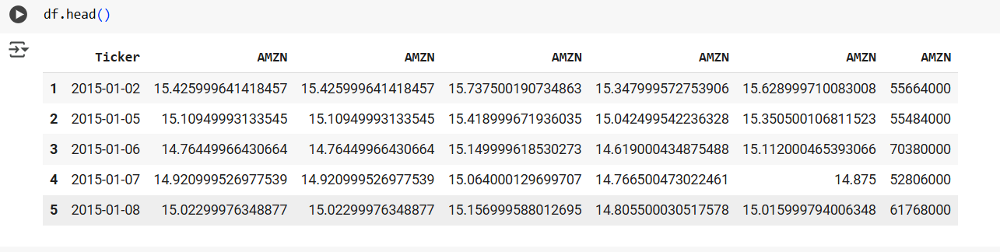 df.head()
Ticker AMZN AMZN AMZN AMZN AMZN AMZN
1 2015-01-02 15.425999641418457 15.425999641418457 15.737500190734863 15.347999572753906 15.628999710083008 55664000
2 2015-01-05 15.10949993133545 15.10949993133545 15.418999671936035 15.042499542236328 15.350500106811523 55484000
3 2015-01-06 14.76449966430664 14.76449966430664 15.149999618530273 14.619000434875488 15.112000465393066 70380000
4 2015-01-07 14.920999526977539 14.920999526977539 15.064000129699707 14.766500473022461 14.875 52806000
5 2015-01-08 15.02299976348877 15.02299976348877 15.156999588012695 14.805500030517578 15.015999794006348 61768000